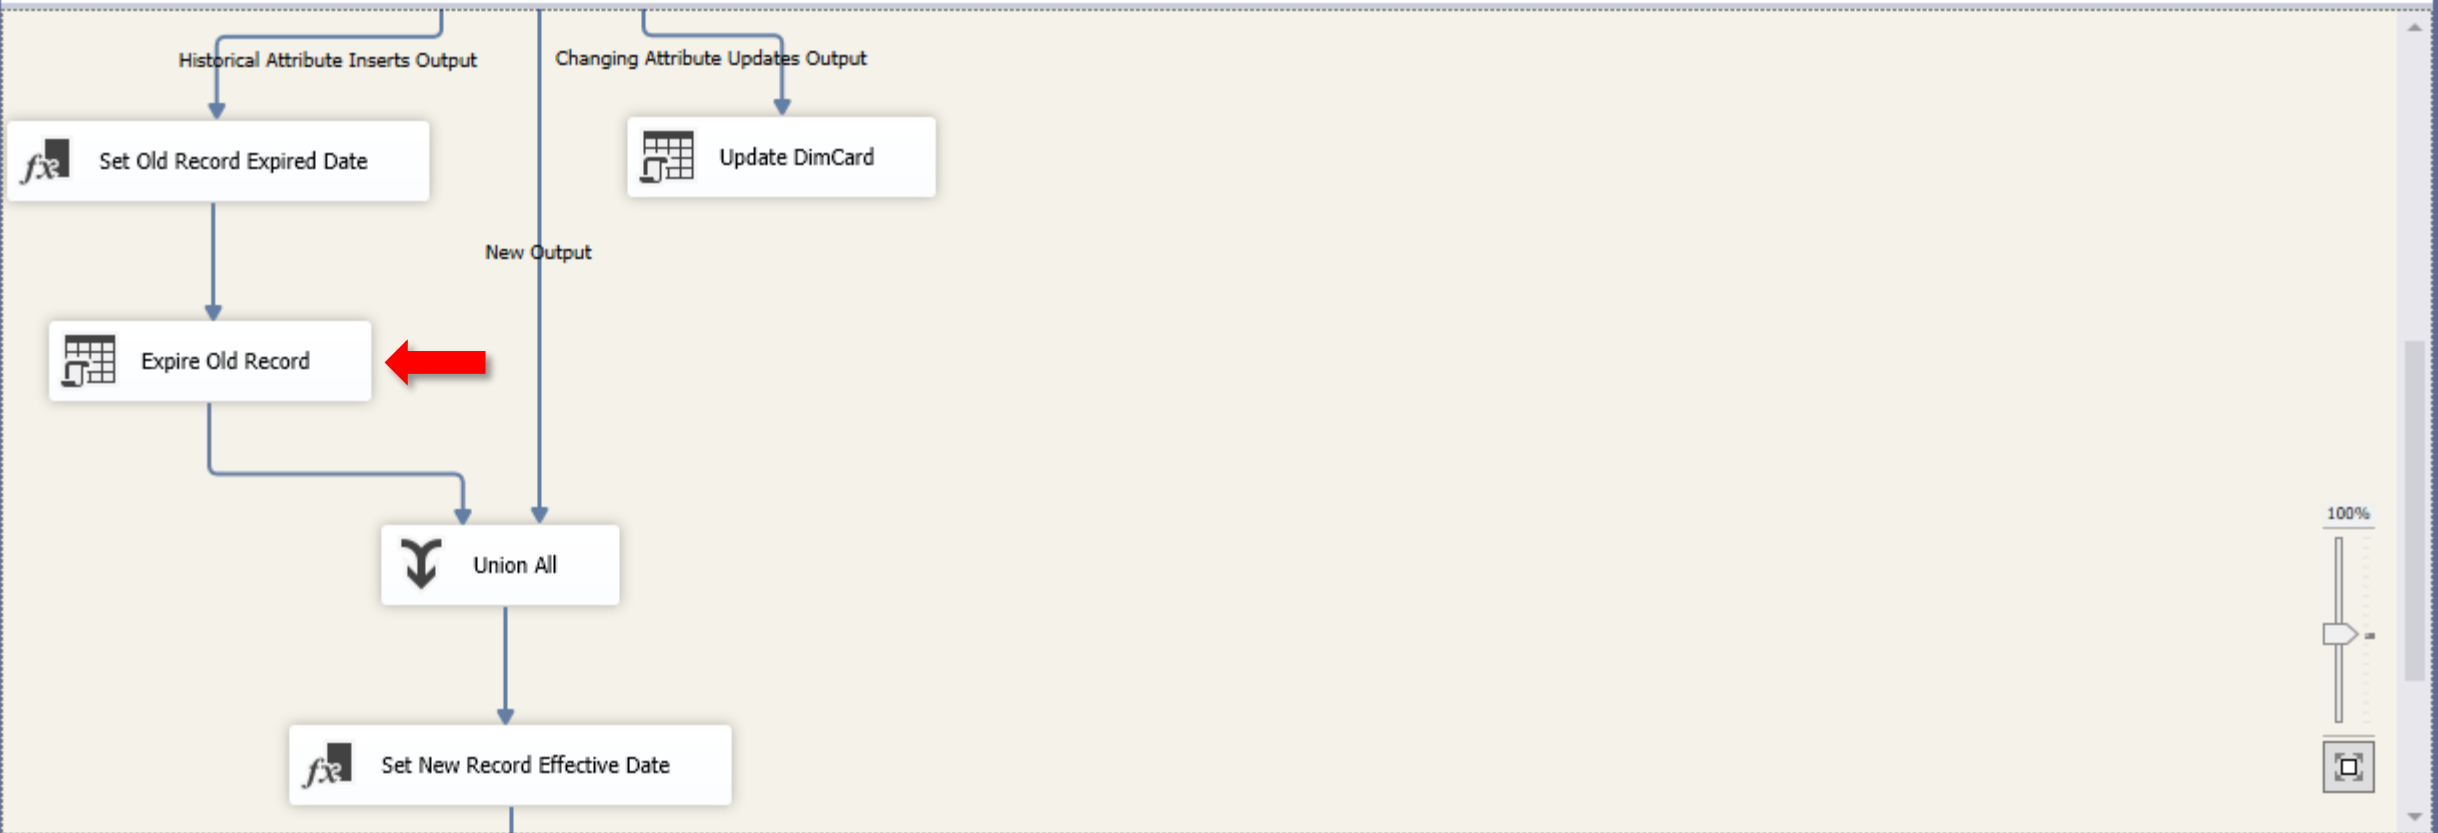 Historical Attribute Inserts Output
Changing Attribute Updates Output
Set Old Record Expired Date
Update DimCard
New Output
Expire Old Record
100%
Union All
Set New Record Effective Date